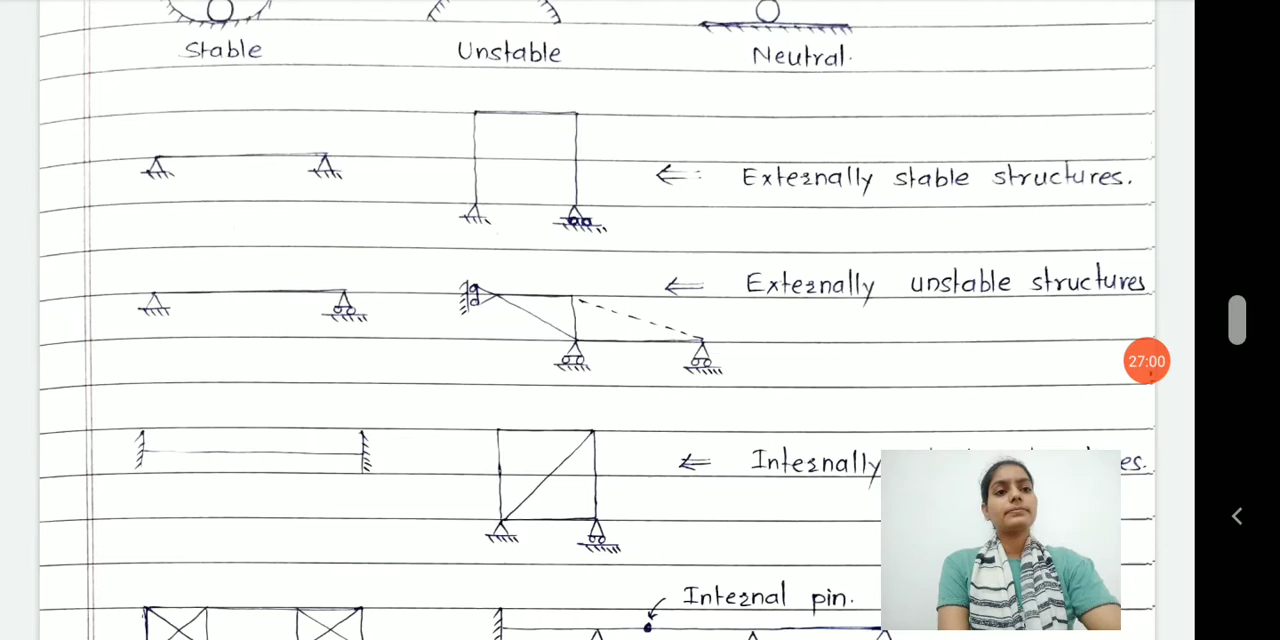 Stable Unstable Neutral.
Externally stable structures.
Externally unstable structures
27:00
Internally es.
Internal pin.